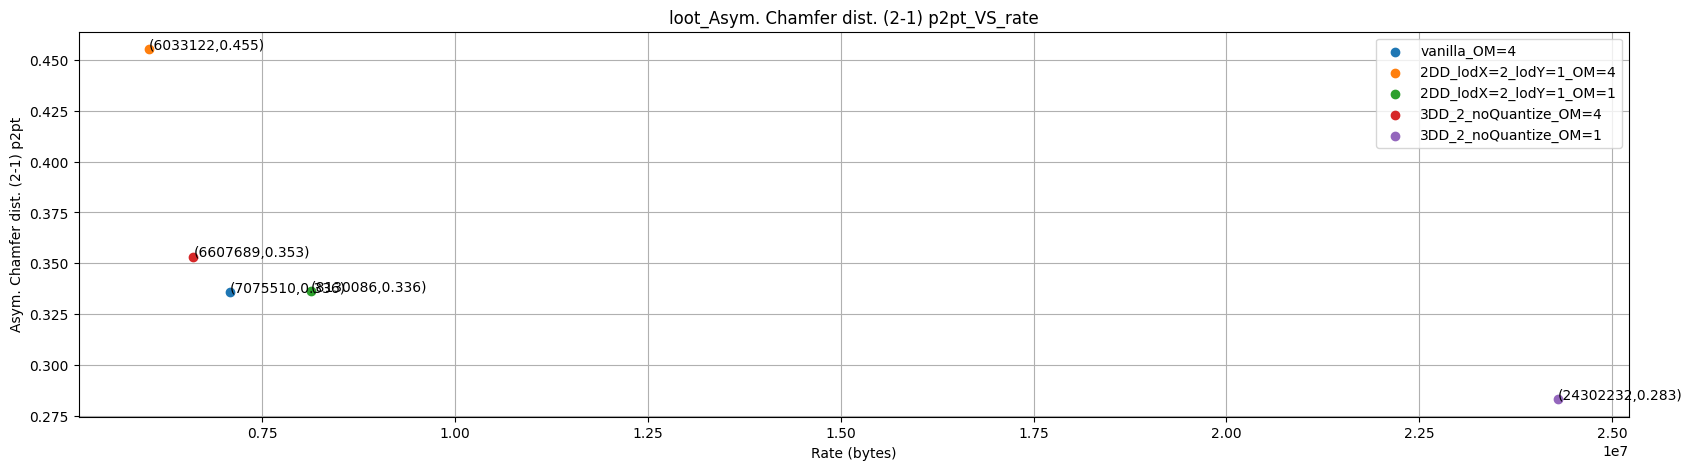 loot_Asym. Chamfer dist. (2-1) p2pt_VS_rate
Asym. Chamfer dist. (2-1) p2pt
0.450
0.425
0.400
0.375
0.350
0.325
0.300
0.275
(6033122,0.455)
(6607689,0.353)
(7075510,0.336)
(8130086,0.336)
(24302232,0.283)
vanilla_OM=4
2DD_lodX=2_lodY=1_OM=4
2DD_lodX=2_lodY=1_OM=1
3DD_2_noQuantize_OM=4
3DD_2_noQuantize_OM=1
0.75 1.00 1.25 1.50 1.75 2.00 2.25 2.50
1e7
Rate (bytes)